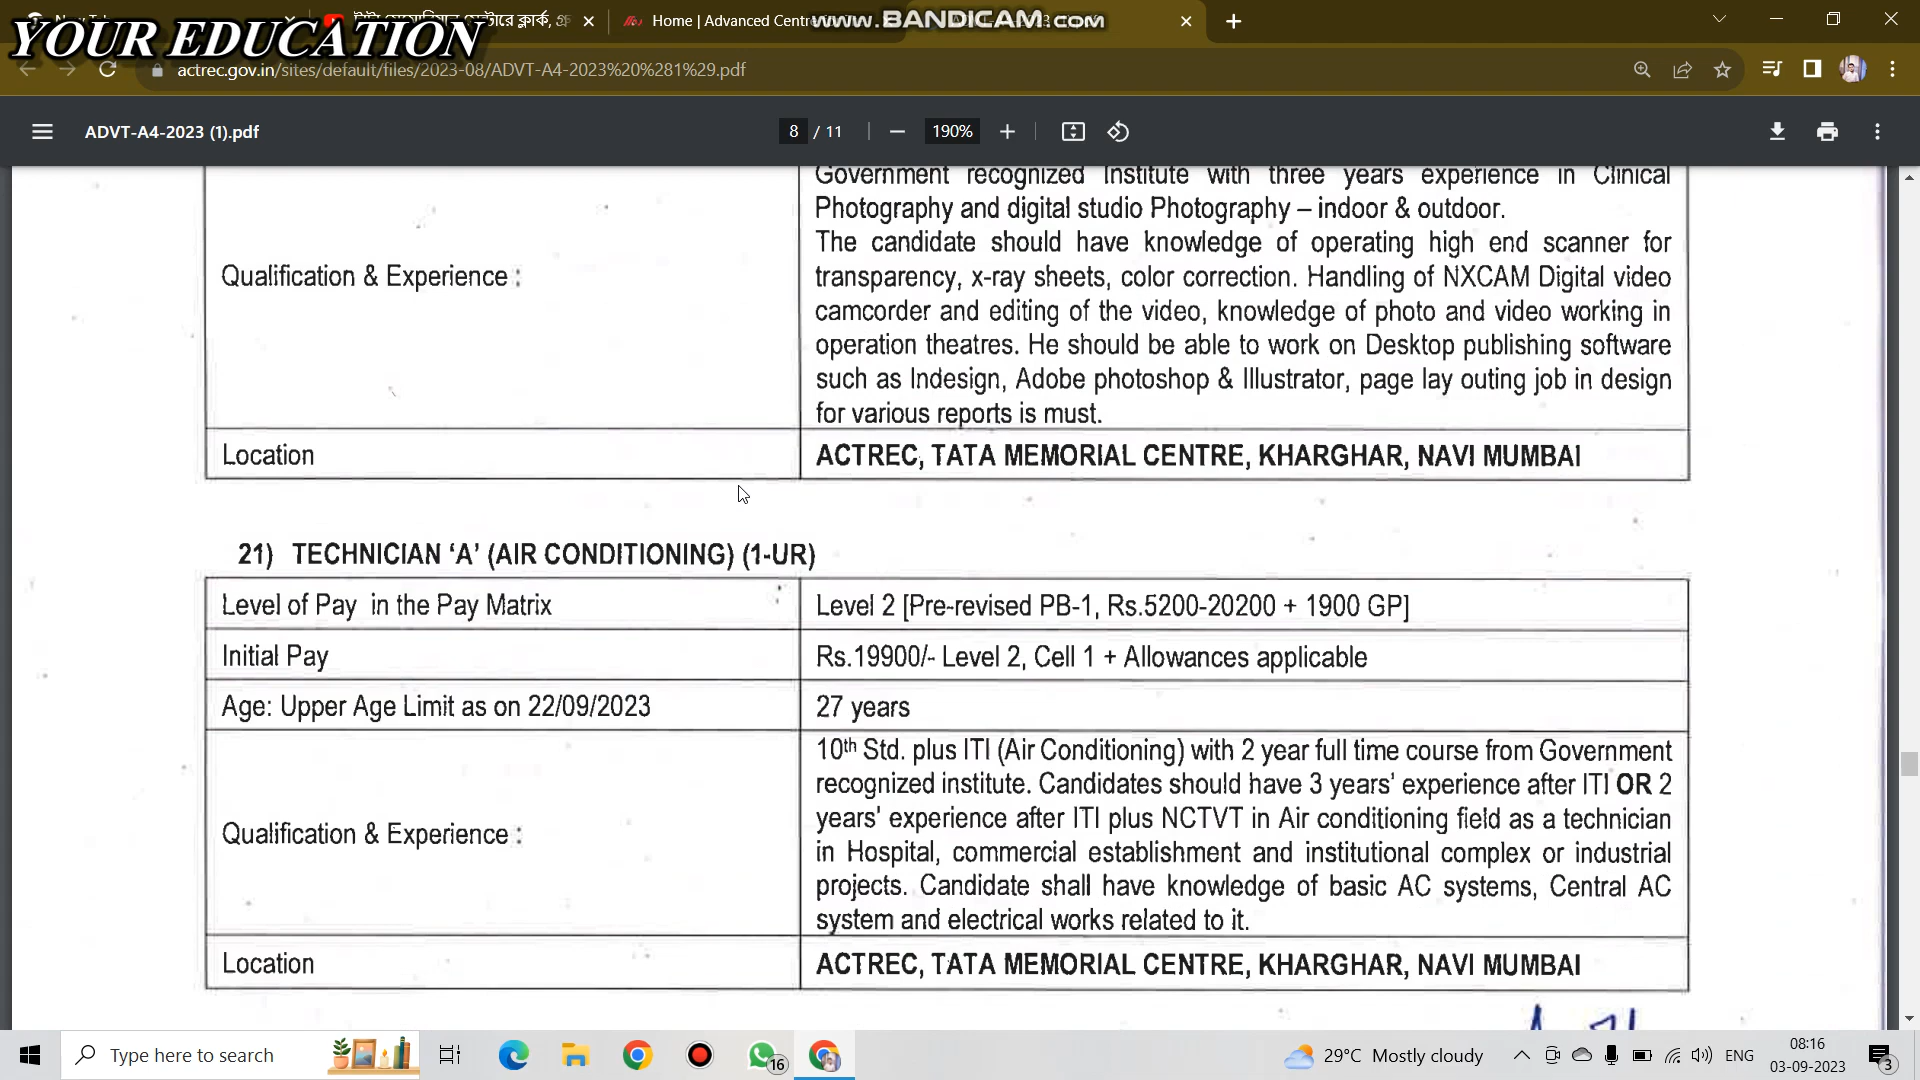 YOUR EDUCATION
www.BANDICAM.com
Home | Advanced Centre
actrec.gov.in/sites/default/files/2023-08/ADVT-A4-2023%20%281%29.pdf
ADVT-A4-2023 (1).pdf
8 / 11
190%
Government recognized Institute with three years experience in Clinical
Photography and digital studio Photography – indoor & outdoor.
The candidate should have knowledge of operating high end scanner for
transparency, x-ray sheets, color correction. Handling of NXCAM Digital video
Qualification & Experience :
camcorder and editing of the video, knowledge of photo and video working in
operation theatres. He should be able to work on Desktop publishing software
such as Indesign, Adobe photoshop & Illustrator, page lay outing job in design
for various reports is must.
Location
ACTREC, TATA MEMORIAL CENTRE, KHARGHAR, NAVI MUMBAI
21) TECHNICIAN ‘A’ (AIR CONDITIONING) (1-UR)
Level of Pay in the Pay Matrix
Level 2 [Pre-revised PB-1, Rs.5200-20200 + 1900 GP]
Initial Pay
Rs.19900/- Level 2, Cell 1 + Allowances applicable
Age: Upper Age Limit as on 22/09/2023
27 years
Qualification & Experience :
10th Std. plus ITI (Air Conditioning) with 2 year full time course from Government
recognized institute. Candidates should have 3 years' experience after ITI OR 2
years' experience after ITI plus NCTVT in Air conditioning field as a technician
in Hospital, commercial establishment and institutional complex or industrial
projects. Candidate shall have knowledge of basic AC systems, Central AC
system and electrical works related to it.
Location
ACTREC, TATA MEMORIAL CENTRE, KHARGHAR, NAVI MUMBAI
Type here to search
16
29°C Mostly cloudy
ENG
08:16
03-09-2023
3